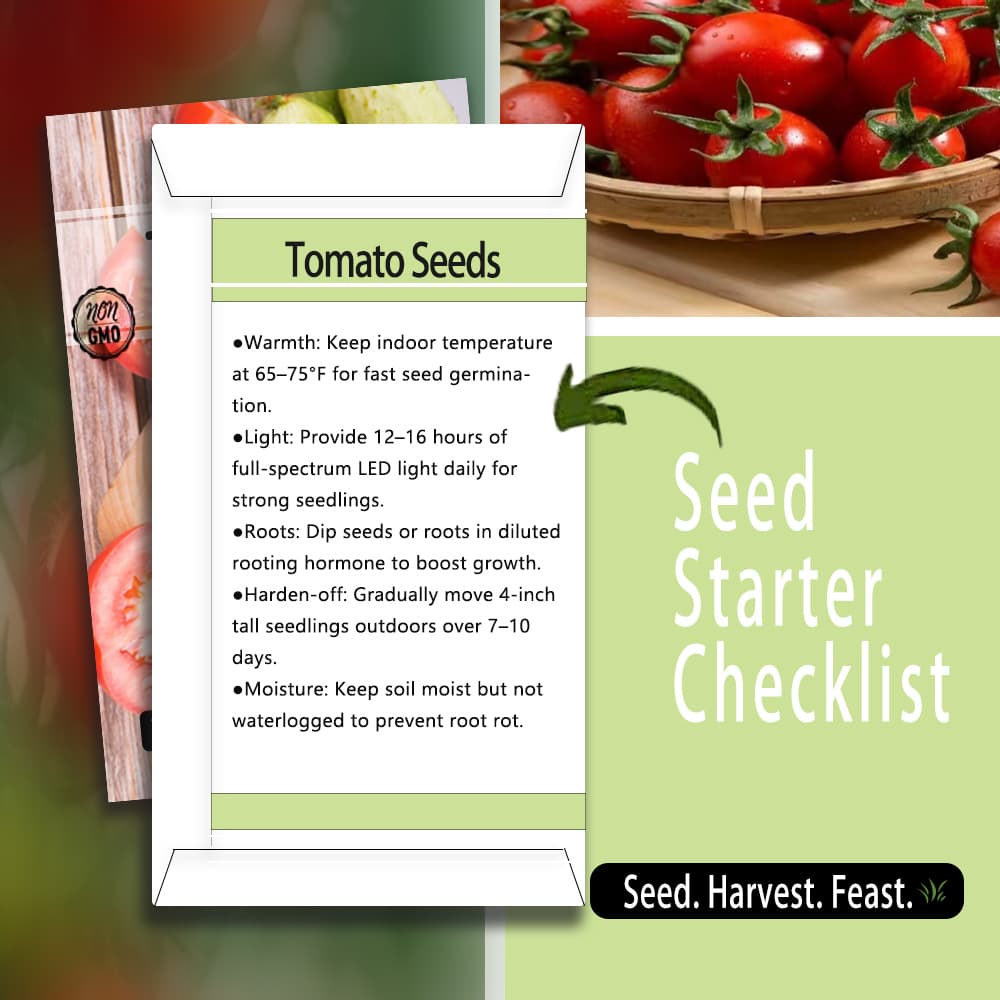 non
GMO
Tomato Seeds
●Warmth: Keep indoor temperature
at 65–75°F for fast seed germina-
tion.
●Light: Provide 12–16 hours of
full-spectrum LED light daily for
strong seedlings.
●Roots: Dip seeds or roots in diluted
rooting hormone to boost growth.
●Harden-off: Gradually move 4-inch
tall seedlings outdoors over 7–10
days.
●Moisture: Keep soil moist but not
waterlogged to prevent root rot.
Seed
Starter
Checklist
Seed. Harvest. Feast.